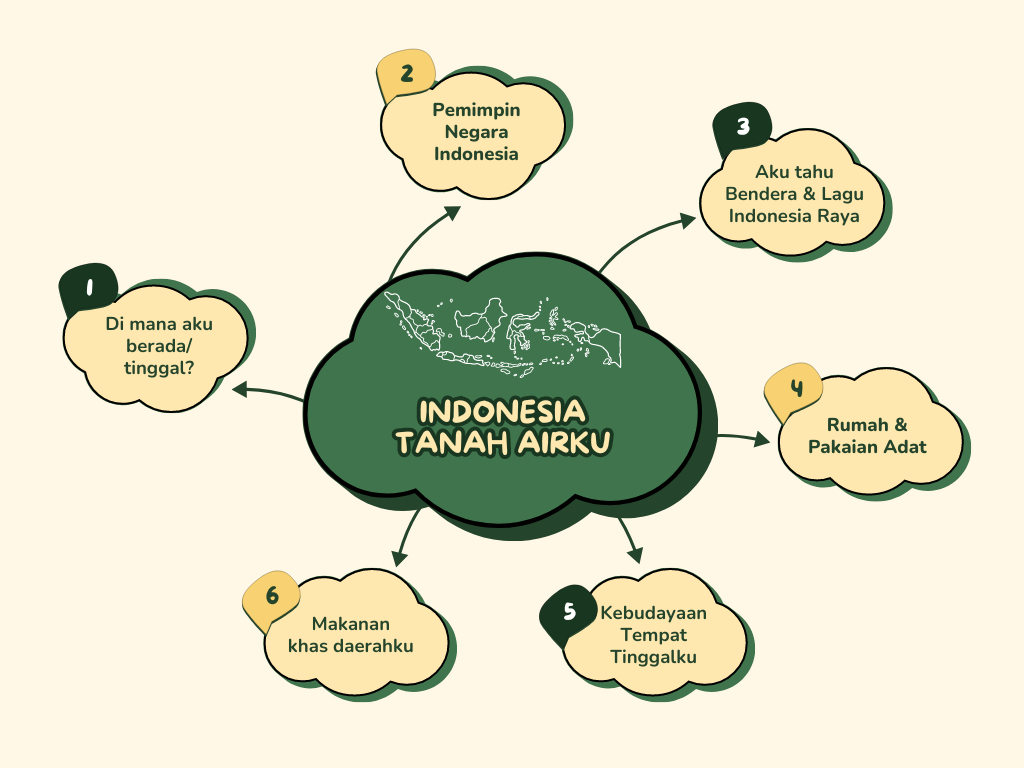 INDONESIA
TANAH AIRKU
1
Di mana aku
berada/
tinggal?
2
Pemimpin
Negara
Indonesia
3
Aku tahu
Bendera & Lagu
Indonesia Raya
4
Rumah &
Pakaian Adat
5
Kebudayaan
Tempat
Tinggalku
6
Makanan
khas daerahku